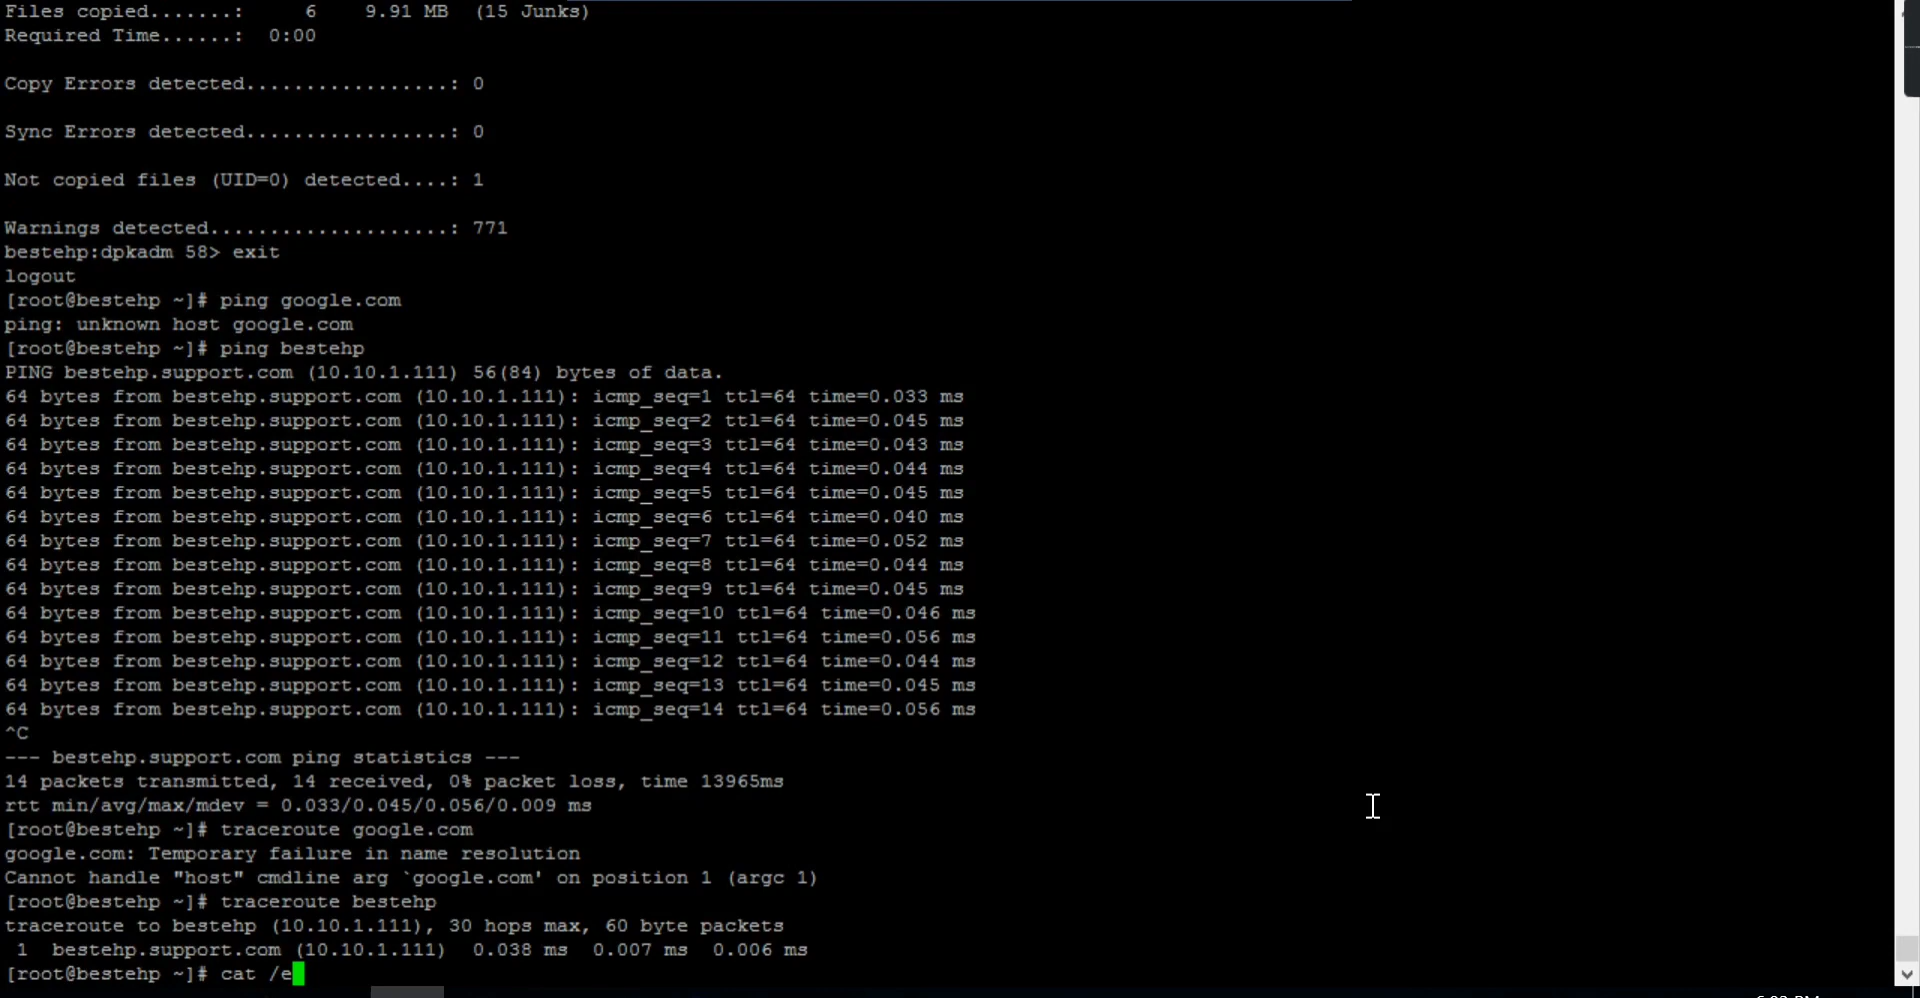 Files copied.......:     6    9.91 MB  (15 Junks)
Required Time......:  0:00
Copy Errors detected.................: 0
Sync Errors detected.................: 0
Not copied files (UID=0) detected....: 1
Warnings detected....................: 771
bestehp:dpkadm 58> exit
logout
[root@bestehp ~]# ping google.com
ping: unknown host google.com
[root@bestehp ~]# ping bestehp
PING bestehp.support.com (10.10.1.111) 56(84) bytes of data.
64 bytes from bestehp.support.com (10.10.1.111): icmp_seq=1 ttl=64 time=0.033 ms
64 bytes from bestehp.support.com (10.10.1.111): icmp_seq=2 ttl=64 time=0.045 ms
64 bytes from bestehp.support.com (10.10.1.111): icmp_seq=3 ttl=64 time=0.043 ms
64 bytes from bestehp.support.com (10.10.1.111): icmp_seq=4 ttl=64 time=0.044 ms
64 bytes from bestehp.support.com (10.10.1.111): icmp_seq=5 ttl=64 time=0.045 ms
64 bytes from bestehp.support.com (10.10.1.111): icmp_seq=6 ttl=64 time=0.040 ms
64 bytes from bestehp.support.com (10.10.1.111): icmp_seq=7 ttl=64 time=0.052 ms
64 bytes from bestehp.support.com (10.10.1.111): icmp_seq=8 ttl=64 time=0.044 ms
64 bytes from bestehp.support.com (10.10.1.111): icmp_seq=9 ttl=64 time=0.045 ms
64 bytes from bestehp.support.com (10.10.1.111): icmp_seq=10 ttl=64 time=0.046 ms
64 bytes from bestehp.support.com (10.10.1.111): icmp_seq=11 ttl=64 time=0.056 ms
64 bytes from bestehp.support.com (10.10.1.111): icmp_seq=12 ttl=64 time=0.044 ms
64 bytes from bestehp.support.com (10.10.1.111): icmp_seq=13 ttl=64 time=0.045 ms
64 bytes from bestehp.support.com (10.10.1.111): icmp_seq=14 ttl=64 time=0.056 ms
^C
--- bestehp.support.com ping statistics ---
14 packets transmitted, 14 received, 0% packet loss, time 13965ms
rtt min/avg/max/mdev = 0.033/0.045/0.056/0.009 ms
[root@bestehp ~]# traceroute google.com
google.com: Temporary failure in name resolution
Cannot handle "host" cmdline arg `google.com' on position 1 (argc 1)
[root@bestehp ~]# traceroute bestehp
traceroute to bestehp (10.10.1.111), 30 hops max, 60 byte packets
 1  bestehp.support.com (10.10.1.111)  0.038 ms  0.007 ms  0.006 ms
[root@bestehp ~]# cat /e